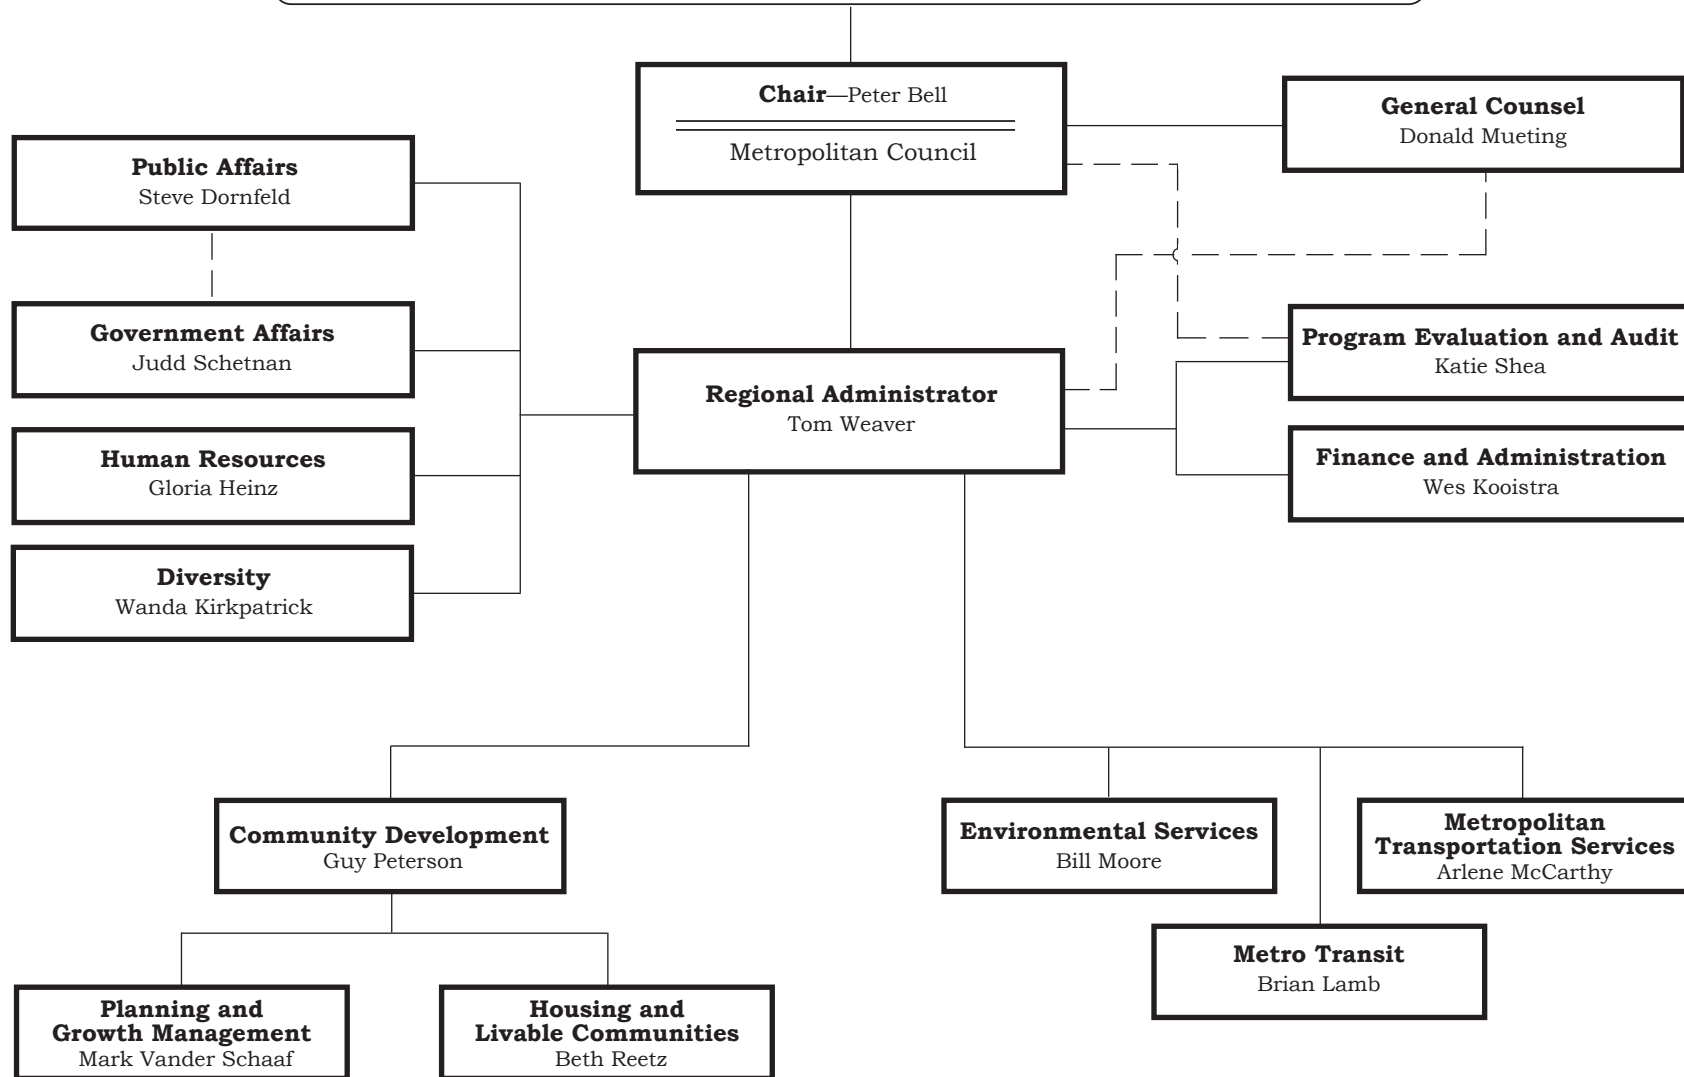 Chair—Peter Bell
Metropolitan Council
General Counsel
Donald Mueting
Public Affairs
Steve Dornfeld
Government Affairs
Judd Schetnan
Program Evaluation and Audit
Katie Shea
Regional Administrator
Tom Weaver
Human Resources
Gloria Heinz
Finance and Administration
Wes Kooistra
Diversity
Wanda Kirkpatrick
Community Development
Guy Peterson
Environmental Services
Bill Moore
Metropolitan
Transportation Services
Arlene McCarthy
Metro Transit
Brian Lamb
Planning and
Growth Management
Mark Vander Schaaf
Housing and
Livable Communities
Beth Reetz